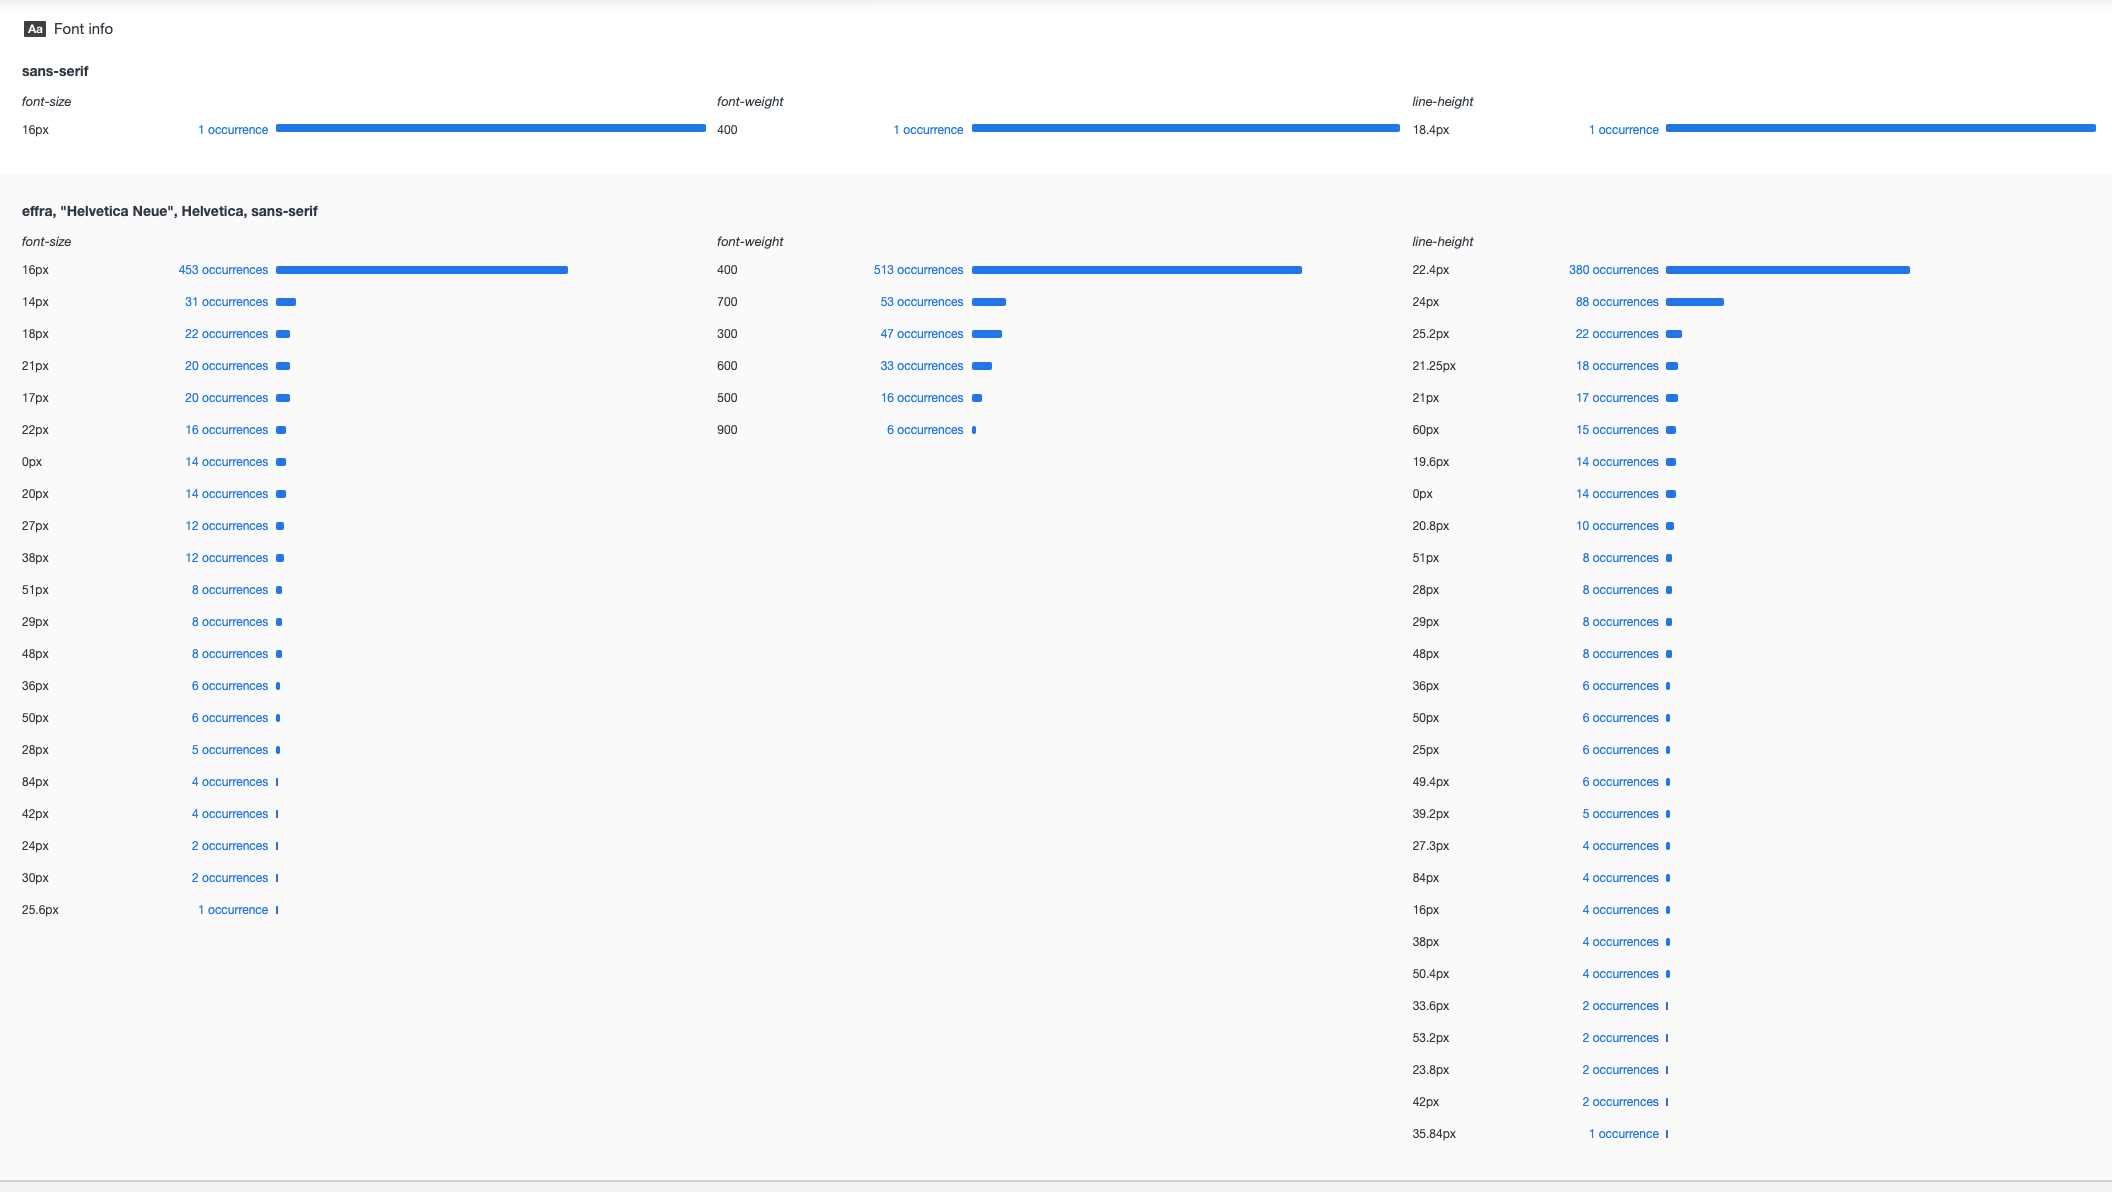 Aa Font info
sans-serif
font-size font-weight line-height
16px 1 occurrence 400 1 occurrence 18.4px 1 occurrence
effra, "Helvetica Neue", Helvetica, sans-serif
font-size font-weight line-height
16px 453 occurrences 400 513 occurrences 22.4px 380 occurrences
14px 31 occurrences 700 53 occurrences 24px 88 occurrences
18px 22 occurrences 300 47 occurrences 25.2px 22 occurrences
21px 20 occurrences 600 33 occurrences 21.25px 18 occurrences
17px 20 occurrences 500 16 occurrences 21px 17 occurrences
22px 16 occurrences 900 6 occurrences 60px 15 occurrences
0px 14 occurrences 19.6px 14 occurrences
20px 14 occurrences 0px 14 occurrences
27px 12 occurrences 20.8px 10 occurrences
38px 12 occurrences 51px 8 occurrences
51px 8 occurrences 28px 8 occurrences
29px 8 occurrences 29px 8 occurrences
48px 8 occurrences 48px 8 occurrences
36px 6 occurrences 36px 6 occurrences
50px 6 occurrences 50px 6 occurrences
28px 5 occurrences 25px 6 occurrences
84px 4 occurrences 49.4px 6 occurrences
42px 4 occurrences 39.2px 5 occurrences
24px 2 occurrences 27.3px 4 occurrences
30px 2 occurrences 84px 4 occurrences
25.6px 1 occurrence 16px 4 occurrences
38px 4 occurrences
50.4px 4 occurrences
33.6px 2 occurrences
53.2px 2 occurrences
23.8px 2 occurrences
42px 2 occurrences
35.84px 1 occurrence